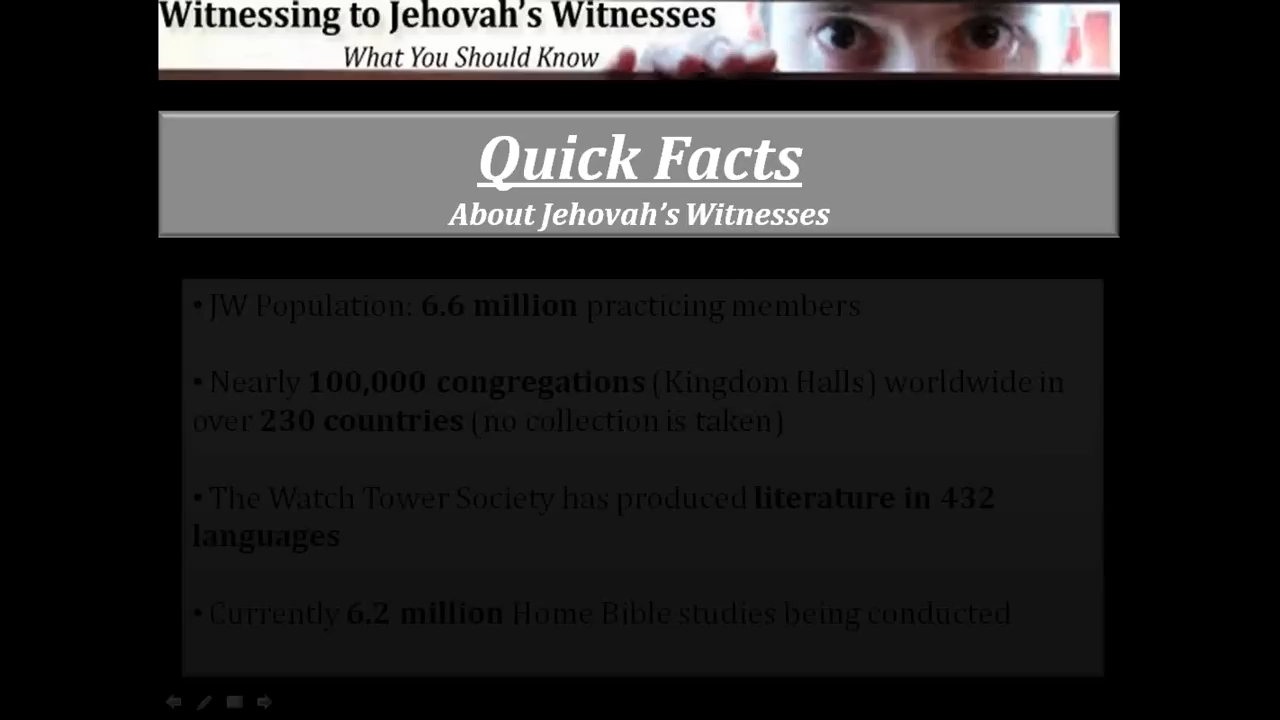 Witnessing to Jehovah's Witnesses
What You Should Know
Quick Facts
About Jehovah's Witnesses
• JW Population: 6.6 million practicing members
• Nearly 100,000 congregations (Kingdom Halls) worldwide in
over 230 countries (no collection is taken)
• The Watch Tower Society has produced literature in 432
languages
• Currently 6.2 million Home Bible studies being conducted